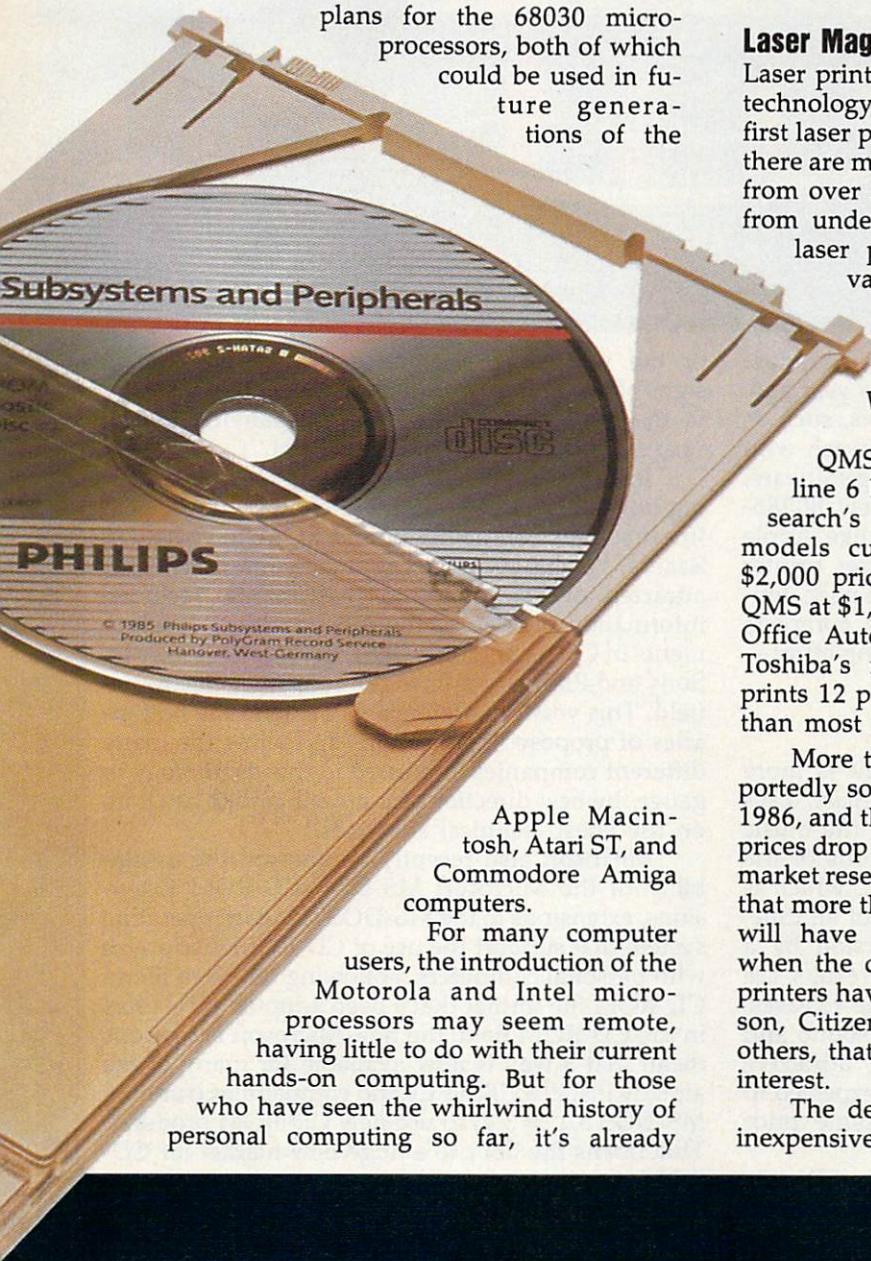 plans for the 68030 micro-
processors, both of which
could be used in fu-
ture genera-
tions of the
Subsystems and Peripherals
COMPACT
disc
PHILIPS
© 1985 Philips Subsystems and Peripherals
Produced by PolyGram Record Service
Hanover, West-Germany
Apple Macin-
tosh, Atari ST, and
Commodore Amiga
computers.
For many computer
users, the introduction of the
Motorola and Intel micro-
processors may seem remote,
having little to do with their current
hands-on computing. But for those
who have seen the whirlwind history of
personal computing so far, it's already
Laser Mag
Laser print
technology
first laser p
there are m
from over
from unde
laser p
va
QMS
line 6
search's
models cu
$2,000 pric
QMS at $1,
Office Auto
Toshiba's
prints 12 p
than most
More t
portedly so
1986, and th
prices drop
market rese
that more th
will have
when the c
printers hav
son, Citizen
others, that
interest.
The de
inexpensive